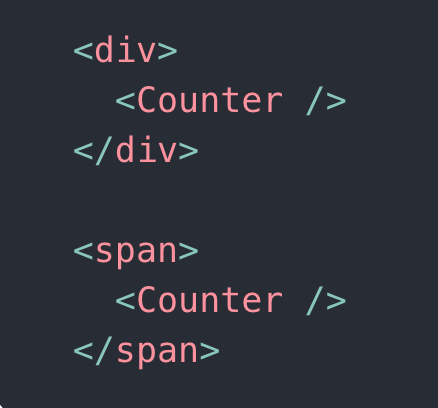 <div>
  <Counter />
</div>

<span>
  <Counter />
</span>